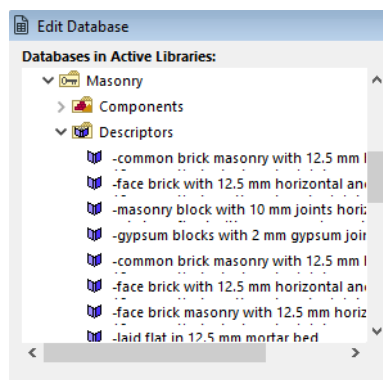 Edit Database
Databases in Active Libraries:
Masonry
Components
Descriptors
-common brick masonry with 12.5 mm
-face brick with 12.5 mm horizontal an
-masonry block with 10 mm joints horiz
-gypsum blocks with 2 mm gypsum join
-common brick masonry with 12.5 mm
-face brick with 12.5 mm horizontal an
-face brick masonry with 12.5 mm horiz
-laid flat in 12.5 mm mortar bed